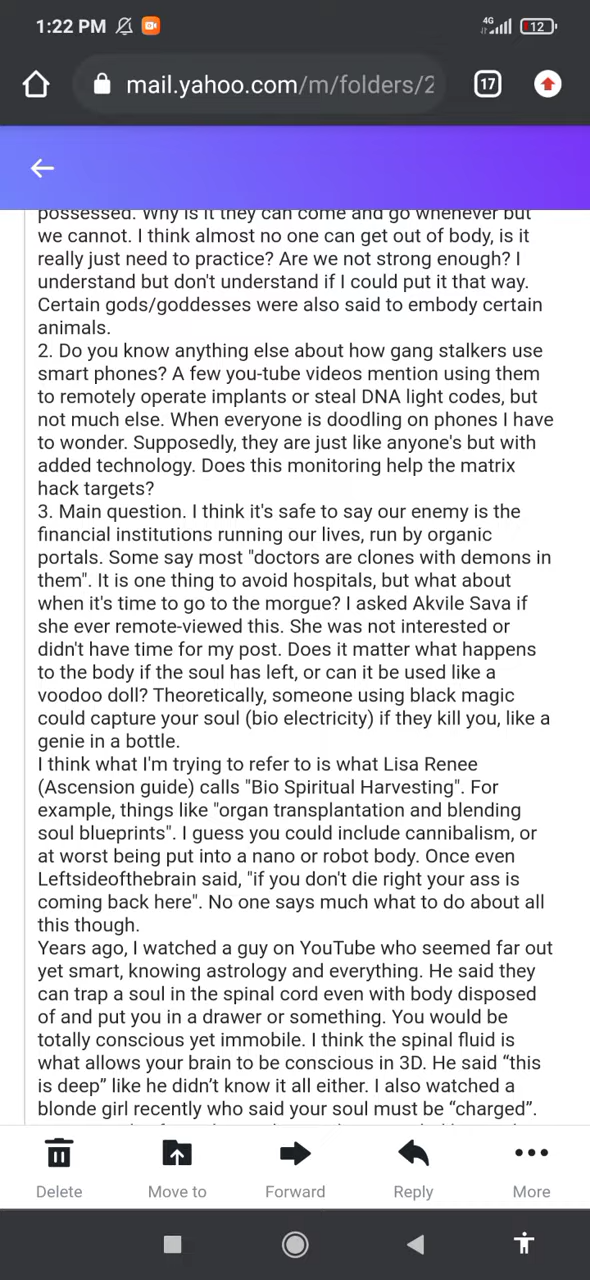 1:22 PM
4G
12
mail.yahoo.com/m/folders/2
17
possessed. Why is it they can come and go whenever but
we cannot. I think almost no one can get out of body, is it
really just need to practice? Are we not strong enough? I
understand but don't understand if I could put it that way.
Certain gods/goddesses were also said to embody certain
animals.
2. Do you know anything else about how gang stalkers use
smart phones? A few you-tube videos mention using them
to remotely operate implants or steal DNA light codes, but
not much else. When everyone is doodling on phones I have
to wonder. Supposedly, they are just like anyone's but with
added technology. Does this monitoring help the matrix
hack targets?
3. Main question. I think it's safe to say our enemy is the
financial institutions running our lives, run by organic
portals. Some say most "doctors are clones with demons in
them". It is one thing to avoid hospitals, but what about
when it's time to go to the morgue? I asked Akvile Sava if
she ever remote-viewed this. She was not interested or
didn't have time for my post. Does it matter what happens
to the body if the soul has left, or can it be used like a
voodoo doll? Theoretically, someone using black magic
could capture your soul (bio electricity) if they kill you, like a
genie in a bottle.
I think what I'm trying to refer to is what Lisa Renee
(Ascension guide) calls "Bio Spiritual Harvesting". For
example, things like "organ transplantation and blending
soul blueprints". I guess you could include cannibalism, or
at worst being put into a nano or robot body. Once even
Leftsideofthebrain said, "if you don't die right your ass is
coming back here". No one says much what to do about all
this though.
Years ago, I watched a guy on YouTube who seemed far out
yet smart, knowing astrology and everything. He said they
can trap a soul in the spinal cord even with body disposed
of and put you in a drawer or something. You would be
totally conscious yet immobile. I think the spinal fluid is
what allows your brain to be conscious in 3D. He said “this
is deep” like he didn’t know it all either. I also watched a
blonde girl recently who said your soul must be “charged”.
Delete
Move to
Forward
Reply
More